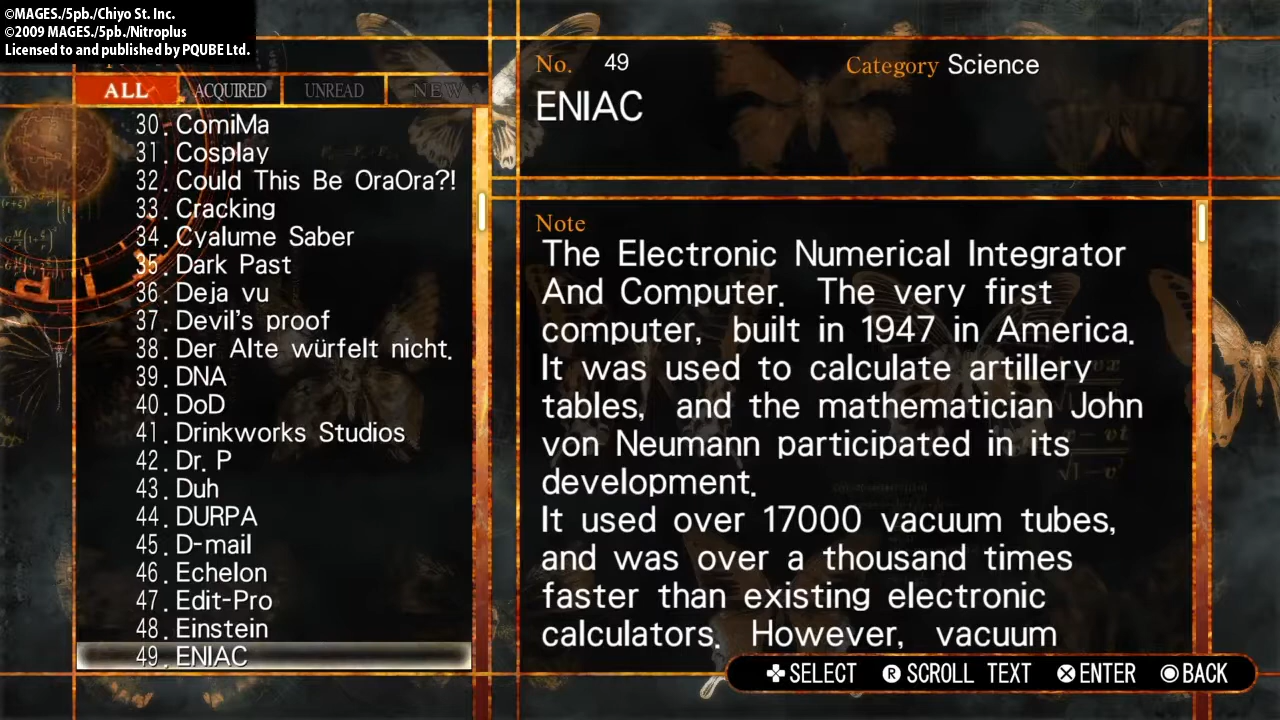 ©MAGES./5pb./Chiyo St. Inc.
©2009 MAGES./5pb./Nitroplus
Licensed to and published by PQUBE Ltd.
ALL ACQUIRED UNREAD NEW
30. ComiMa
31. Cosplay
32. Could This Be OraOra?!
33. Cracking
34. Cyalume Saber
35. Dark Past
36. Deja vu
37. Devil's proof
38. Der Alte würfelt nicht.
39. DNA
40. DoD
41. Drinkworks Studios
42. Dr. P
43. Duh
44. DURPA
45. D-mail
46. Echelon
47. Edit-Pro
48. Einstein
49. ENIAC
No. 49 Category Science
ENIAC
Note
The Electronic Numerical Integrator
And Computer. The very first
computer, built in 1947 in America.
It was used to calculate artillery
tables, and the mathematician John
von Neumann participated in its
development.
It used over 17000 vacuum tubes,
and was over a thousand times
faster than existing electronic
calculators. However, vacuum
SELECT R SCROLL TEXT ENTER BACK